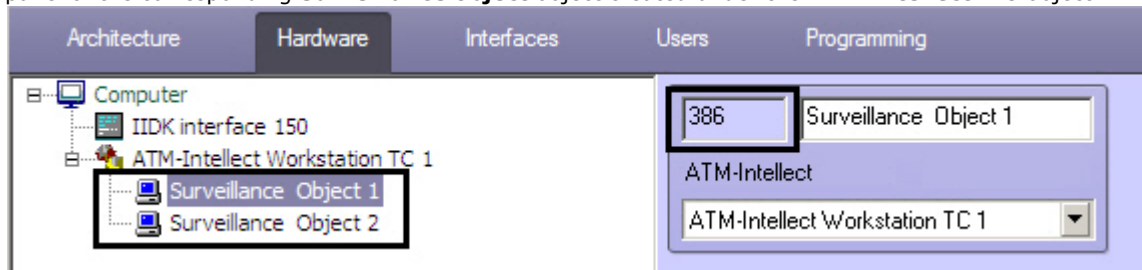 Architecture Hardware Interfaces Users Programming
Computer
IIDK interface 150
ATM-Intellect Workstation TC 1
Surveillance Object 1
Surveillance Object 2
386 Surveillance Object 1
ATM-Intellect
ATM-Intellect Workstation TC 1